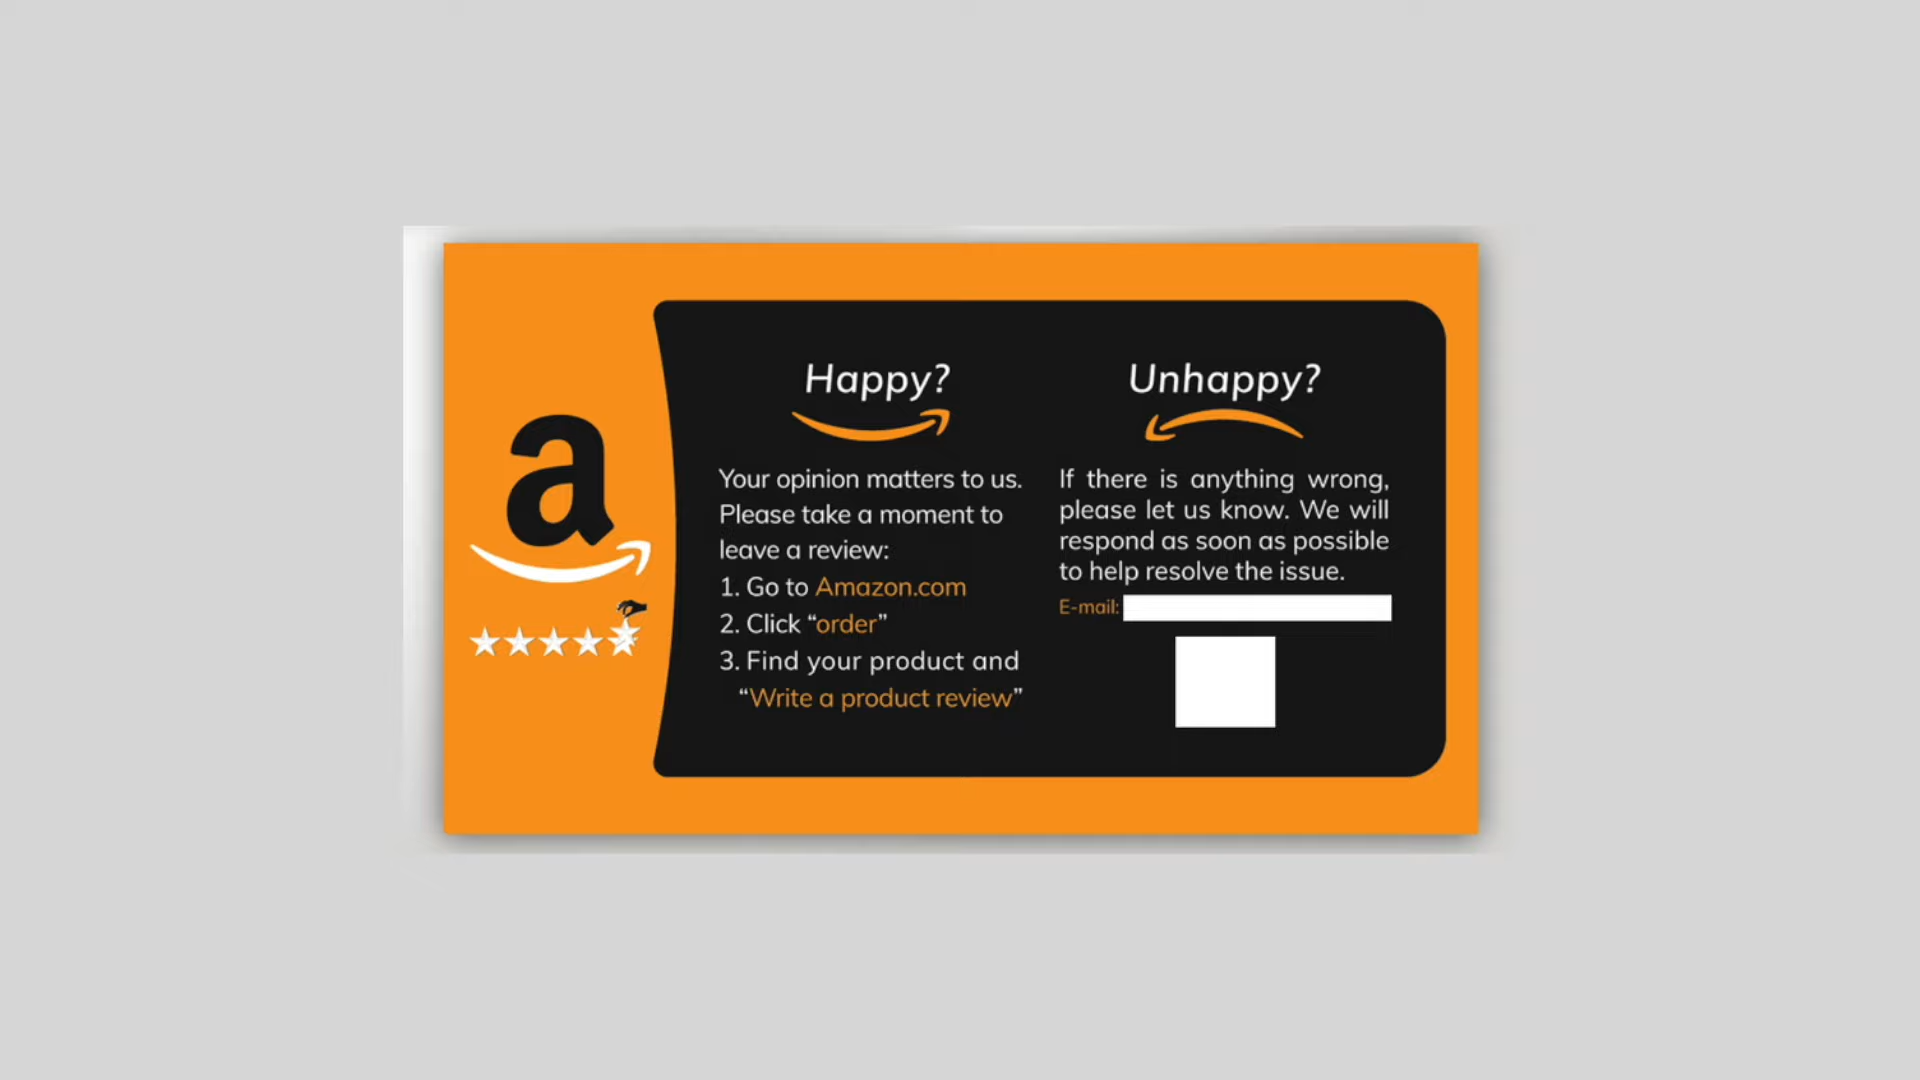 a
Happy?
Your opinion matters to us.
Please take a moment to
leave a review:
1. Go to Amazon.com
2. Click “order”
3. Find your product and
“Write a product review”
Unhappy?
If there is anything wrong,
please let us know. We will
respond as soon as possible
to help resolve the issue.
E-mail: